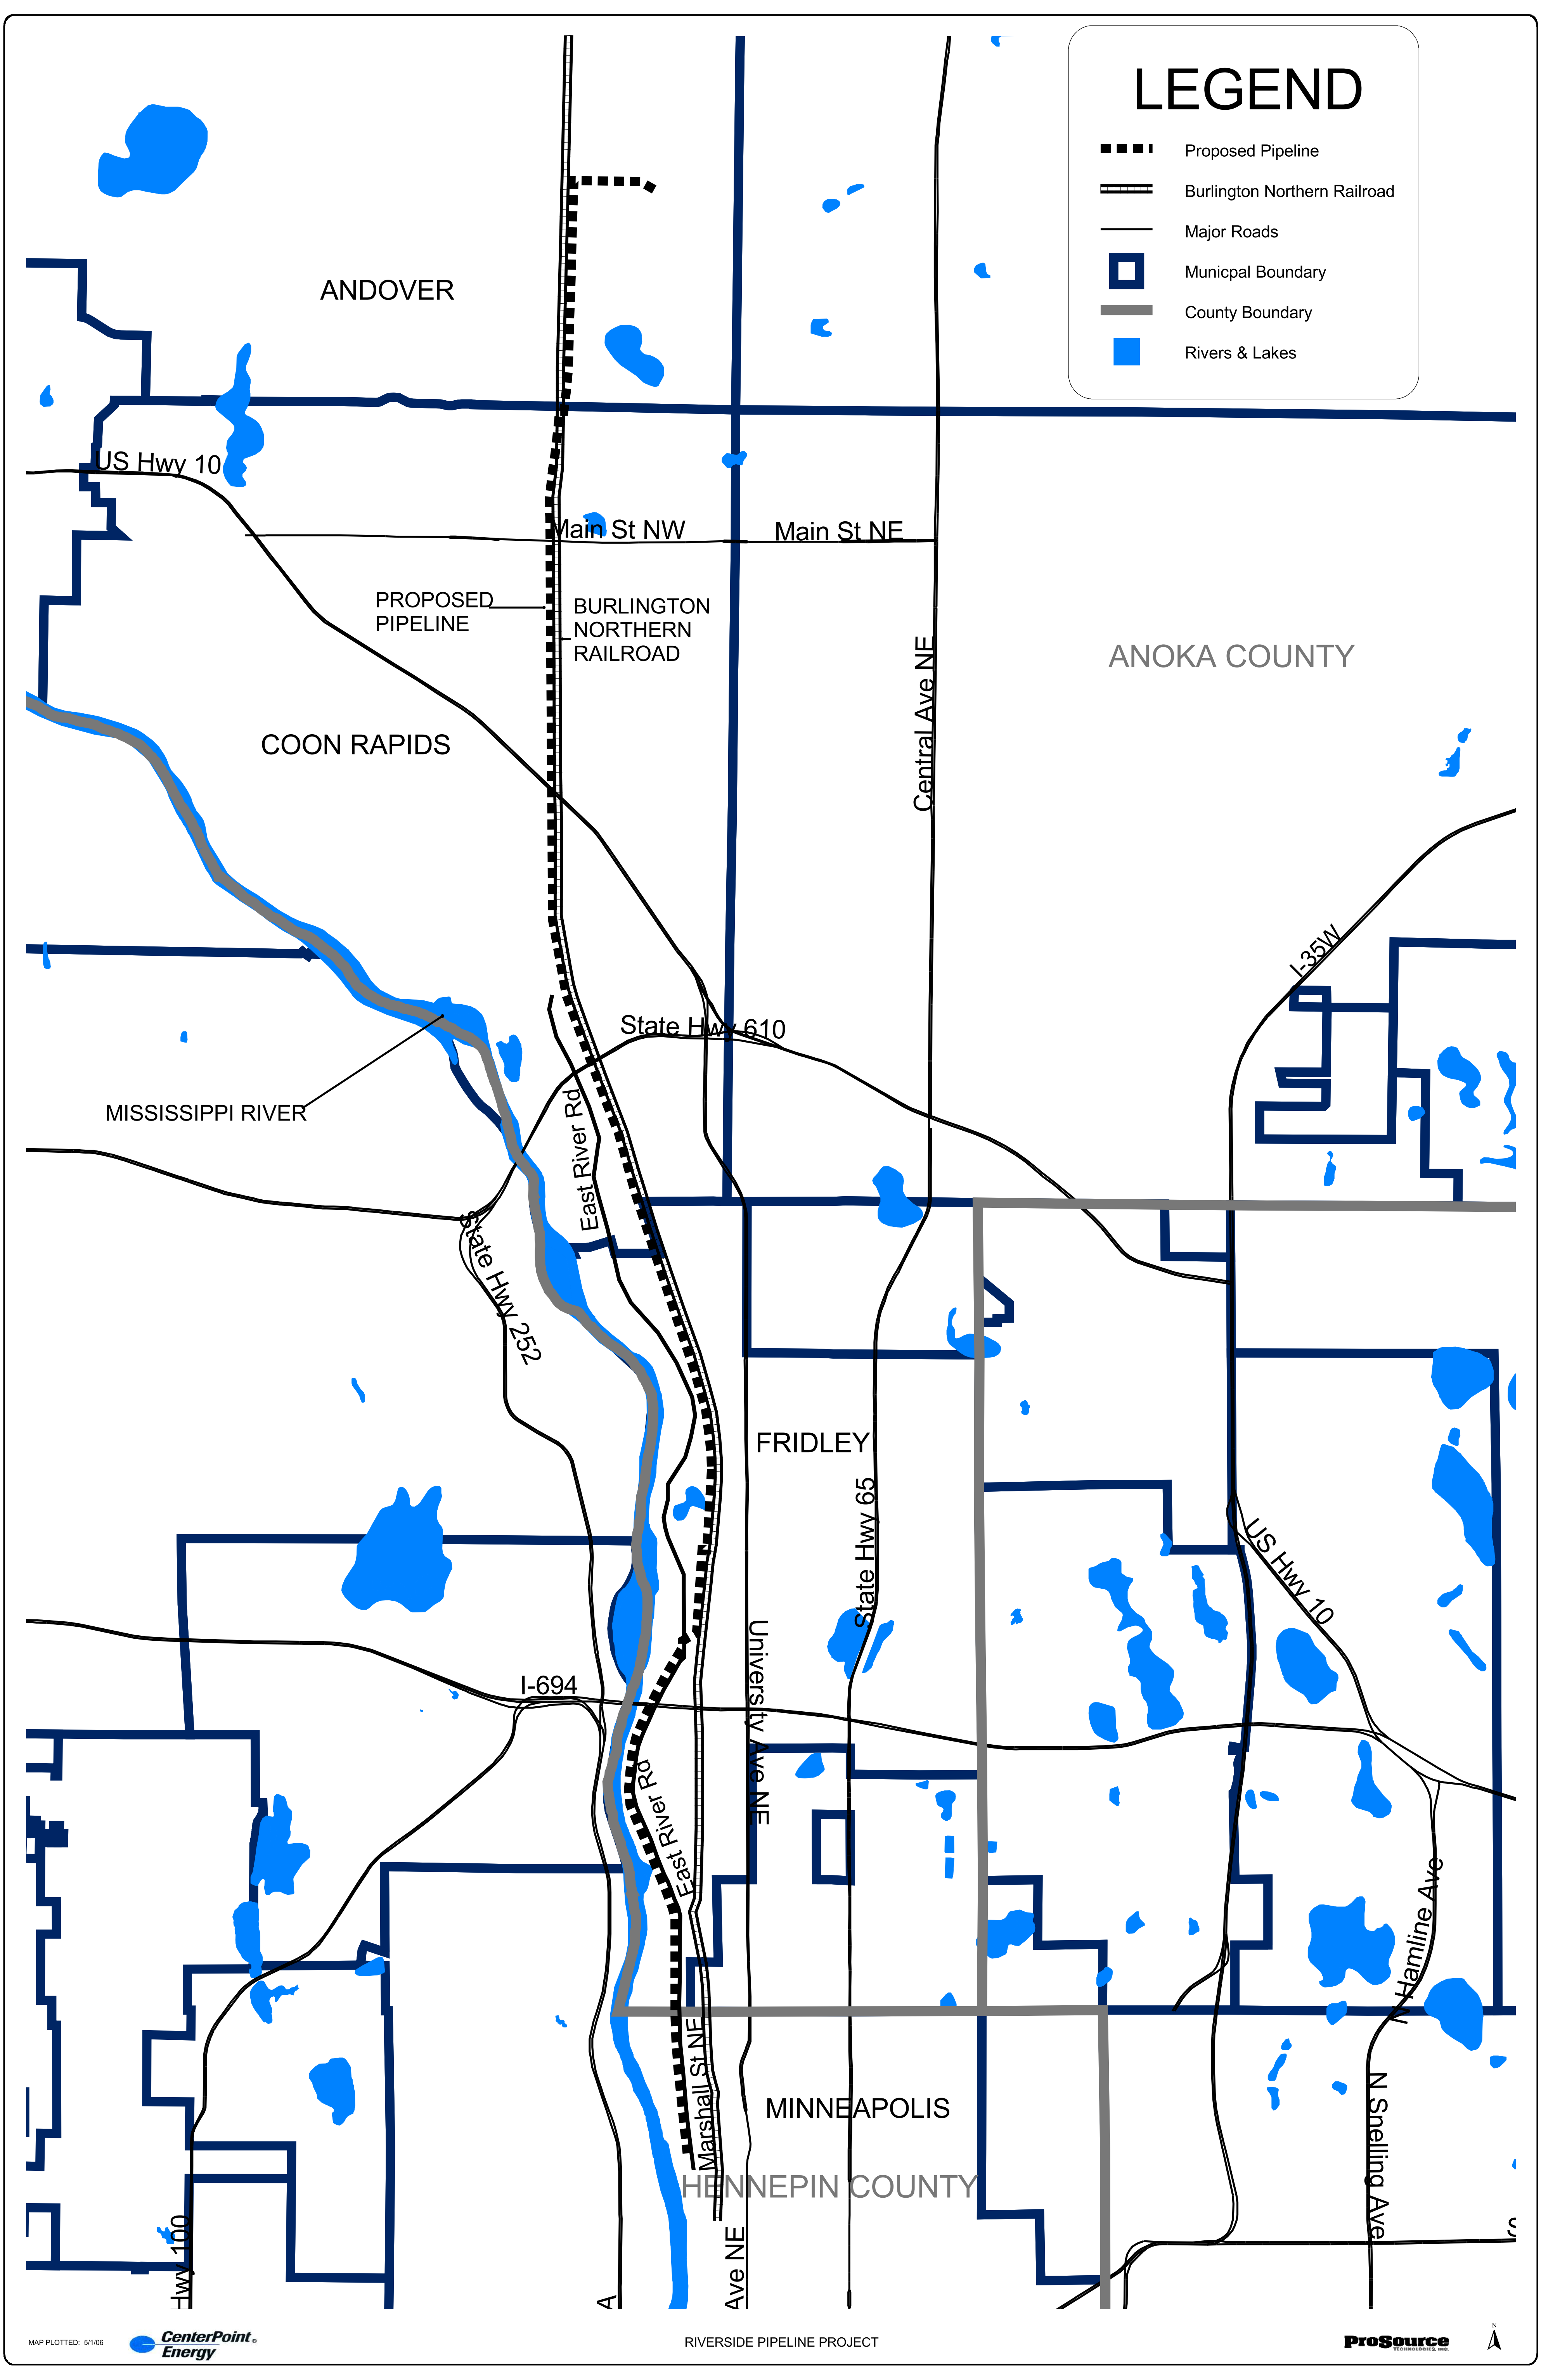 LEGEND
Proposed Pipeline
Burlington Northern Railroad
Major Roads
Municpal Boundary
County Boundary
Rivers & Lakes
ANDOVER
US Hwy 10
Main St NW
Main St NE
PROPOSED
PIPELINE
BURLINGTON
NORTHERN
RAILROAD
Central Ave NE
ANOKA COUNTY
COON RAPIDS
I-35W
State Hwy 610
MISSISSIPPI RIVER
East River Rd
State Hwy 252
FRIDLEY
State Hwy 65
US Hwy 10
I-694
University Ave NE
East River Rd
N Hamline Ave
Marshall St NE
MINNEAPOLIS
N Snelling Ave
HENNEPIN COUNTY
Hwy 100
A
Ave NE
S
MAP PLOTTED: 5/1/06
CenterPoint®
Energy
RIVERSIDE PIPELINE PROJECT
ProSource
TECHNOLOGIES, INC.
N